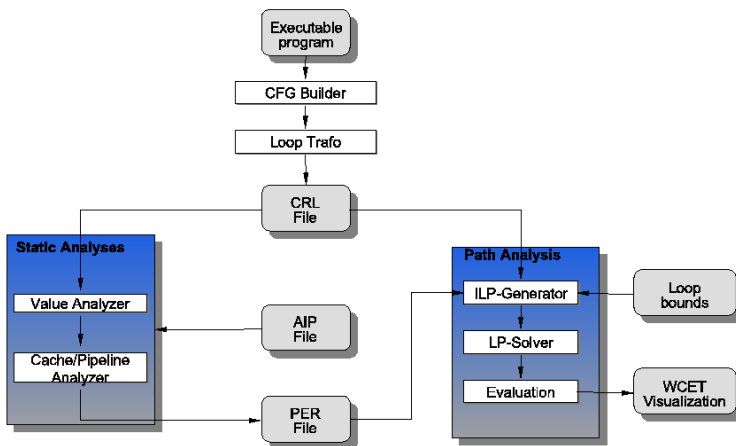 Executable
program
CFG Builder
Loop Trafo
CRL
File
Static Analyses
Value Analyzer
Cache/Pipeline
Analyzer
AIP
File
PER
File
Path Analysis
ILP-Generator
LP-Solver
Evaluation
Loop
bounds
WCET
Visualization